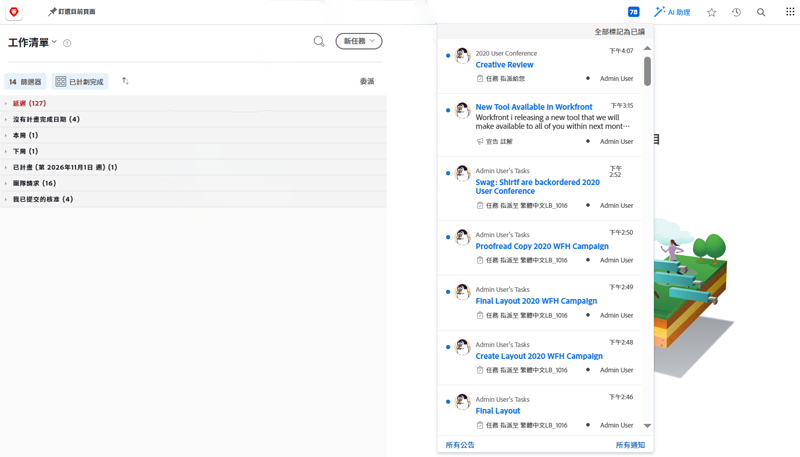 釘選目前頁面
78
AI 助理
工作清單
新任務
14 篩選器
已計劃完成
委派
延遲 (127)
沒有計畫完成日期 (4)
本周 (1)
下周 (1)
已計畫 (第 2026年11月1日 週) (1)
團隊請求 (16)
我已提交的核准 (4)
全部標記為已讀
2020 User Conference
下午4:07
Creative Review
任務 指派給您
Admin User
New Tool Available In Workfront
下午3:15
Workfront i releasing a new tool that we will
make available to all of you within next mont…
宣告 註解
Admin User
Admin User's Tasks
下午
2:52
Swag: Shirtf are backordered 2020
User Conference
任務 指派至 繁體中文LB_1016
Admin User
Admin User's Tasks
下午2:50
Proofread Copy 2020 WFH Campaign
任務 指派至 繁體中文LB_1016
Admin User
Admin User's Tasks
下午2:49
Final Layout 2020 WFH Campaign
任務 指派至 繁體中文LB_1016
Admin User
Admin User's Tasks
下午2:48
Create Layout 2020 WFH Campaign
任務 指派至 繁體中文LB_1016
Admin User
Admin User's Tasks
下午2:46
Final Layout
任務 指派至 繁體中文LB_1016
Admin User
所有公告
所有通知